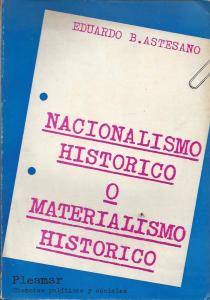 EDUARDO B. ASTESANO
NACIONALISMO
HISTORICO
O
MATERIALISMO
HISTORICO
Pleamar
Ciencias políticas y sociales